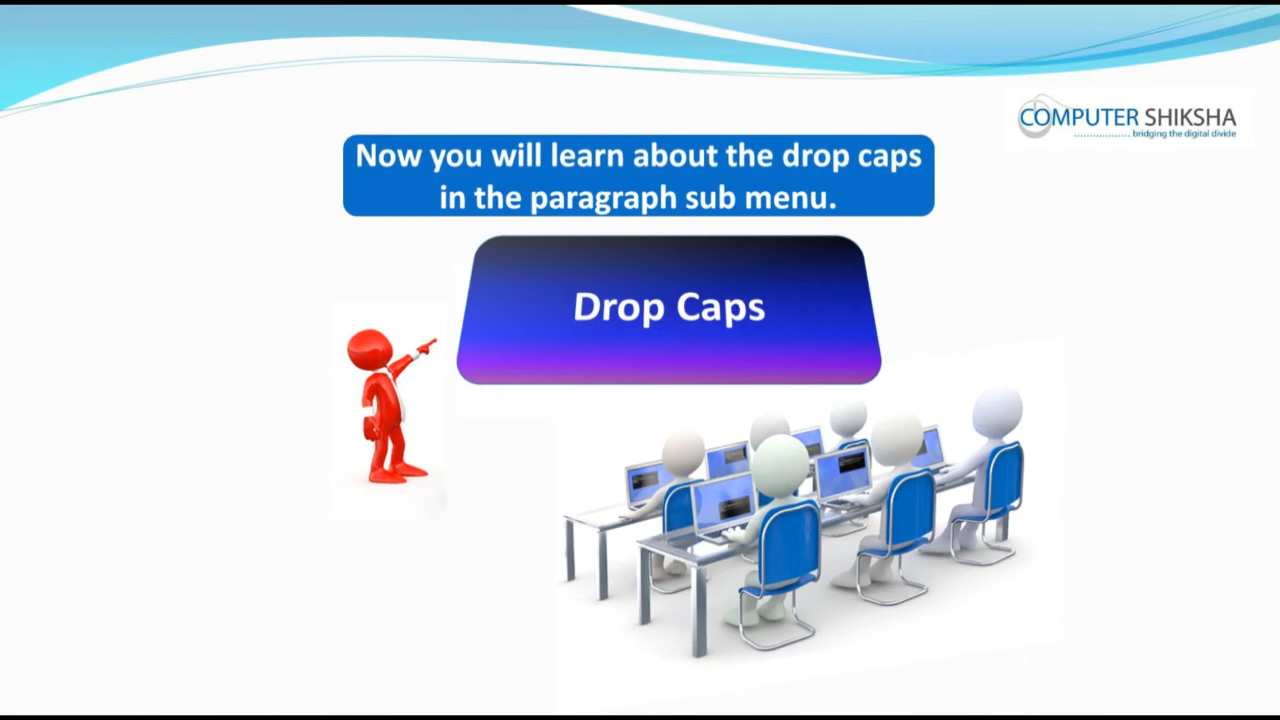 COMPUTER SHIKSHA
bridging the digital divide
Now you will learn about the drop caps
in the paragraph sub menu.
Drop Caps